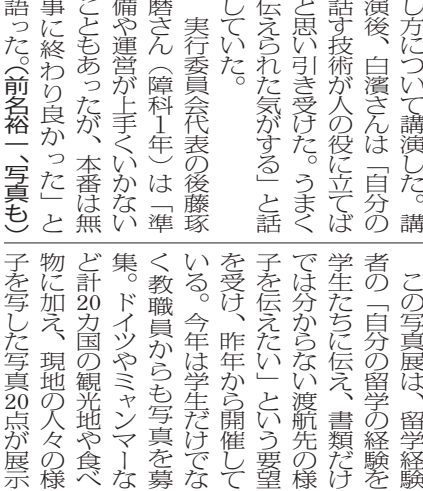 し方について講演した。講
演後、白濱さんは「自分の
話す技術が人の役に立てば
と思い引き受けた。うまく
伝えられた気がする」と話
していた。
実行委員会代表の後藤琢
磨さん（障科1年）は「準
備や運営が上手くいかない
こともあったが、本番は無
事に終わり良かった」と
語った。（前名裕一、写真も）
この写真展は、留学経験
者の「自分の留学の経験を
学生たちに伝え、書類だけ
では分からない渡航先の様
子を伝えたい」という要望
を受け、昨年から開催して
いる。今年は学生だけでな
く教職員からも写真を募
集。ドイツやミャンマーな
ど計20カ国の観光地や食べ
物に加え、現地の人々の様
子を写した写真20点が展示